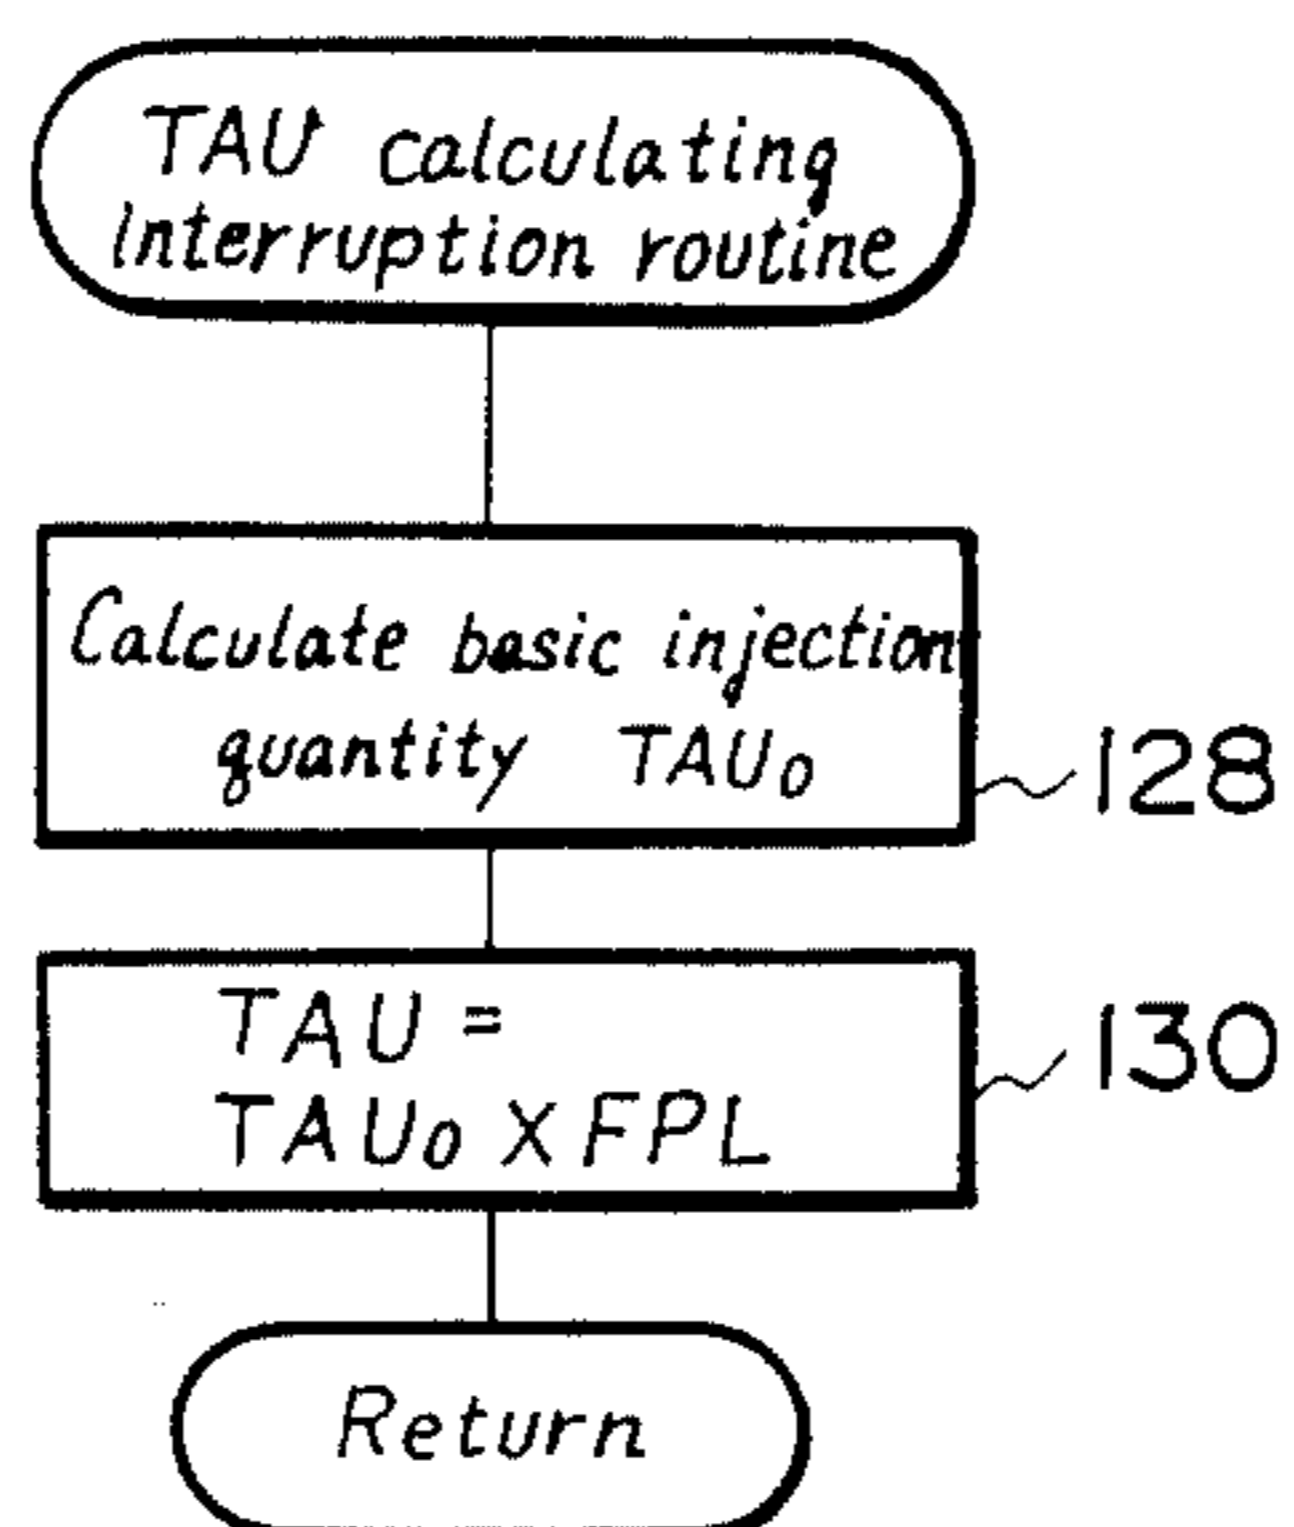 TAU calculating
interruption routine
Calculate basic injection
quantity TAU₀
128
TAU =
130
TAU₀ X FPL
Return